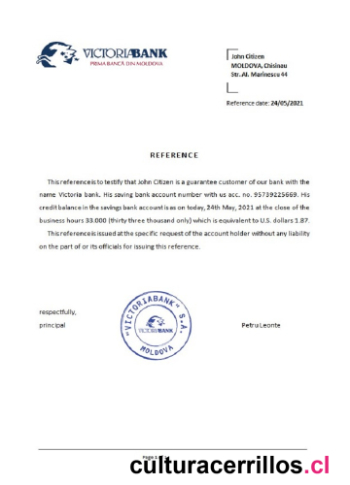 VICTORIABANK
PRIMA BANCĂ DIN MOLDOVA
John Citizen
MOLDOVA, Chisinau
Str. Al. Marinescu 44
Reference date: 24/05/2021
REFERENCE
This reference is to testify that John Citizen is a guarantee customer of our bank with the
name Victoria bank. His saving bank account number with us acc. no. 95739225669. His
credit balance in the savings bank account is as on today, 24th May, 2021 at the close of the
business hours 33.000 (thirty three thousand only) which is equivalent to U.S. dollars 1.87.
This reference is issued at the specific request of the account holder without any liability
on the part of or its officials for issuing this reference.
respectfully,
principal
"VICTORIABANK" S.A.
VICTORIABANK
MOLDOVA
Petru Leonte
Page
culturacerrillos.cl